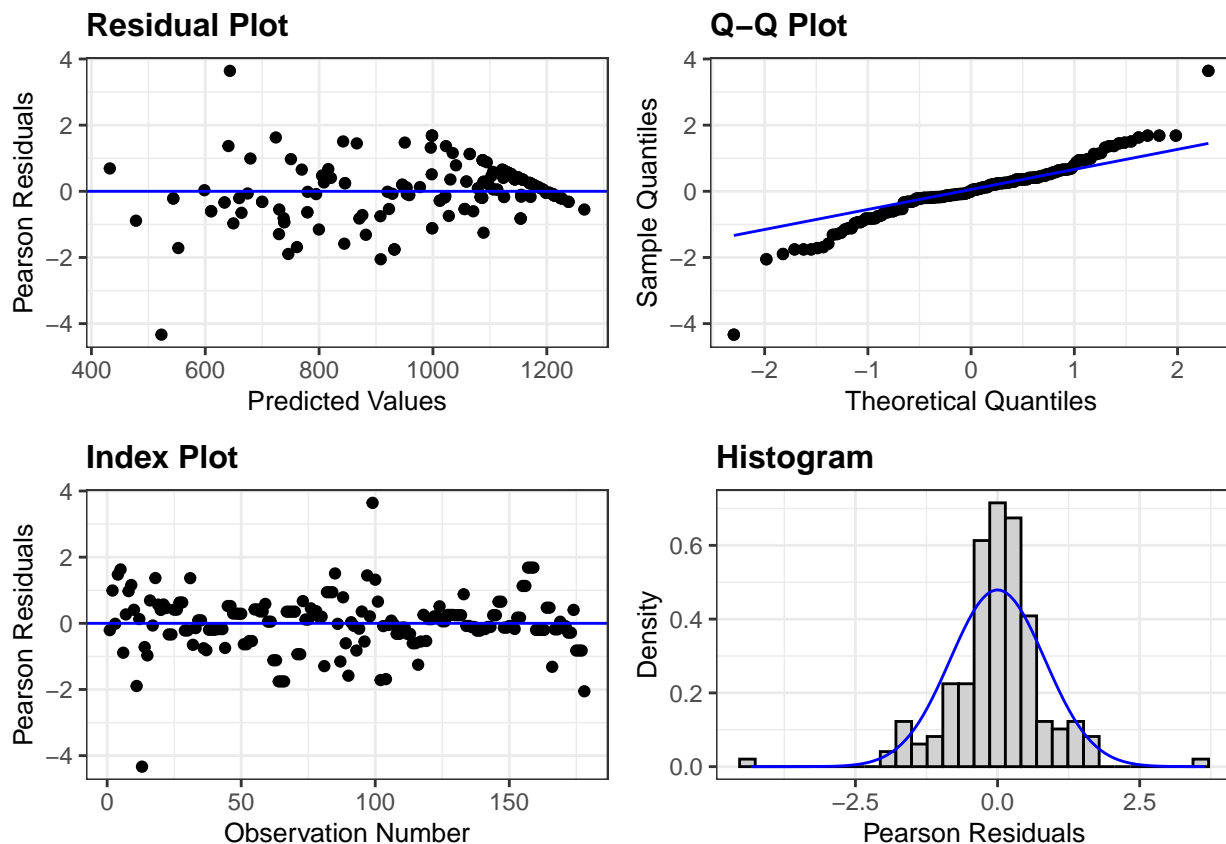 Residual Plot
4
2
0
−2
−4
Pearson Residuals
400 600 800 1000 1200
Predicted Values
Q−Q Plot
4
2
0
−2
−4
Sample Quantiles
−2 −1 0 1 2
Theoretical Quantiles
Index Plot
4
2
0
−2
−4
Pearson Residuals
0 50 100 150
Observation Number
Histogram
0.6
0.4
0.2
0.0
Density
−2.5 0.0 2.5
Pearson Residuals